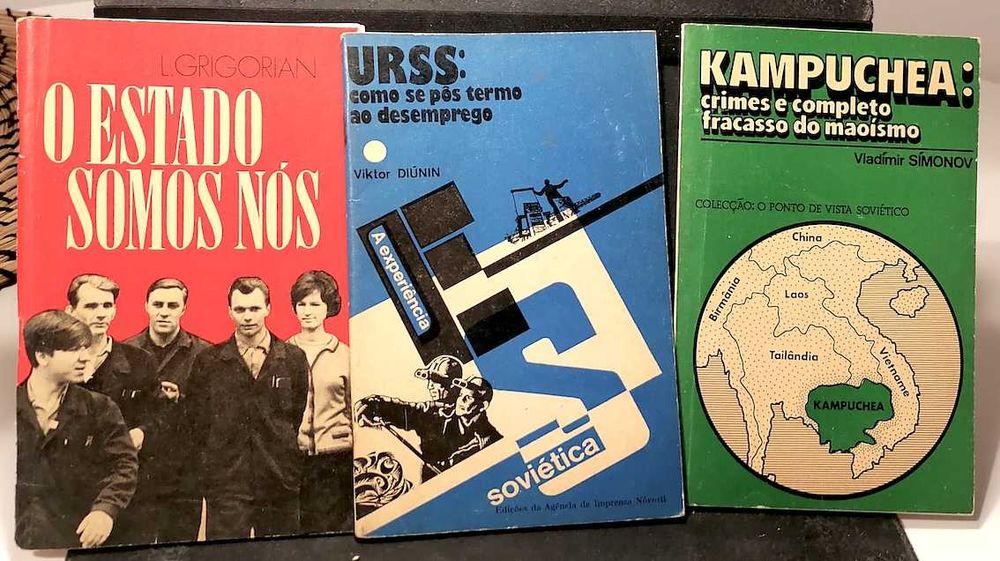 L.GRIGORIAN
O ESTADO
SOMOS NÓS
URSS:
como se pôs termo
ao desemprego
Viktor DIÚNIN
A experiência
soviética
Edições da Agência de Imprensa Nóvosti
KAMPUCHEA:
crimes e completo
fracasso do maoísmo
Vladímir SÍMONOV
COLECÇÃO: O PONTO DE VISTA SOVIÉTICO
China
Birmânia
Laos
Tailândia
Vietname
KAMPUCHEA